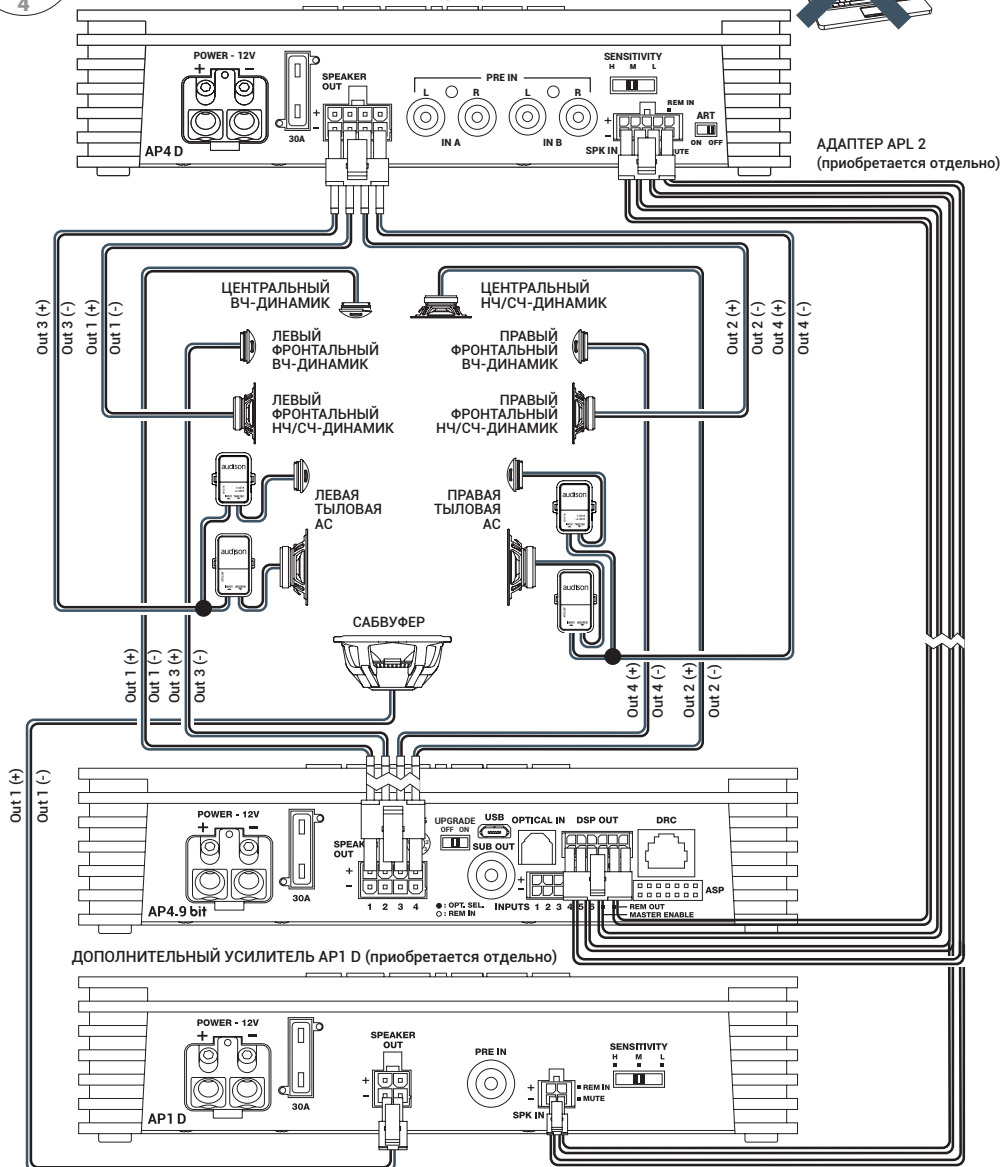 4
POWER - 12V
+ -
30A
SPEAKER
OUT
+
-
PRE IN
L R L R
IN A IN B
SENSITIVITY
H M L
REM IN
ART
ON OFF
+
-
SPK IN
MUTE
AP4 D
АДАПТЕР APL 2
(приобретается отдельно)
Out 3 (+)
Out 3 (-)
Out 1 (+)
Out 1 (-)
Out 2 (+)
Out 2 (-)
Out 4 (+)
Out 4 (-)
ЦЕНТРАЛЬНЫЙ
ВЧ-ДИНАМИК
ЦЕНТРАЛЬНЫЙ
НЧ/СЧ-ДИНАМИК
ЛЕВЫЙ
ФРОНТАЛЬНЫЙ
ВЧ-ДИНАМИК
ПРАВЫЙ
ФРОНТАЛЬНЫЙ
ВЧ-ДИНАМИК
ЛЕВЫЙ
ФРОНТАЛЬНЫЙ
НЧ/СЧ-ДИНАМИК
ПРАВЫЙ
ФРОНТАЛЬНЫЙ
НЧ/СЧ-ДИНАМИК
audison
audison
ЛЕВАЯ
ТЫЛОВАЯ
АС
ПРАВАЯ
ТЫЛОВАЯ
АС
audison
audison
САБВУФЕР
Out 1 (+)
Out 1 (-)
Out 3 (+)
Out 3 (-)
Out 4 (+)
Out 4 (-)
Out 2 (+)
Out 2 (-)
Out 1 (+)
Out 1 (-)
POWER - 12V
+ -
30A
SPEAK
OUT
+
-
1 2 3 4
UPGRADE
OFF ON
USB
SUB OUT
OPTICAL IN
DSP OUT
DRC
ASP
+
-
● : OPT. SEL.
○ : REM IN
INPUTS 1 2 3 4 5 6
REM OUT
MASTER ENABLE
AP4.9 bit
ДОПОЛНИТЕЛЬНЫЙ УСИЛИТЕЛЬ AP1 D (приобретается отдельно)
POWER - 12V
+ -
30A
SPEAKER
OUT
+
-
PRE IN
SENSITIVITY
H M L
+
-
REM IN
MUTE
SPK IN
AP1 D